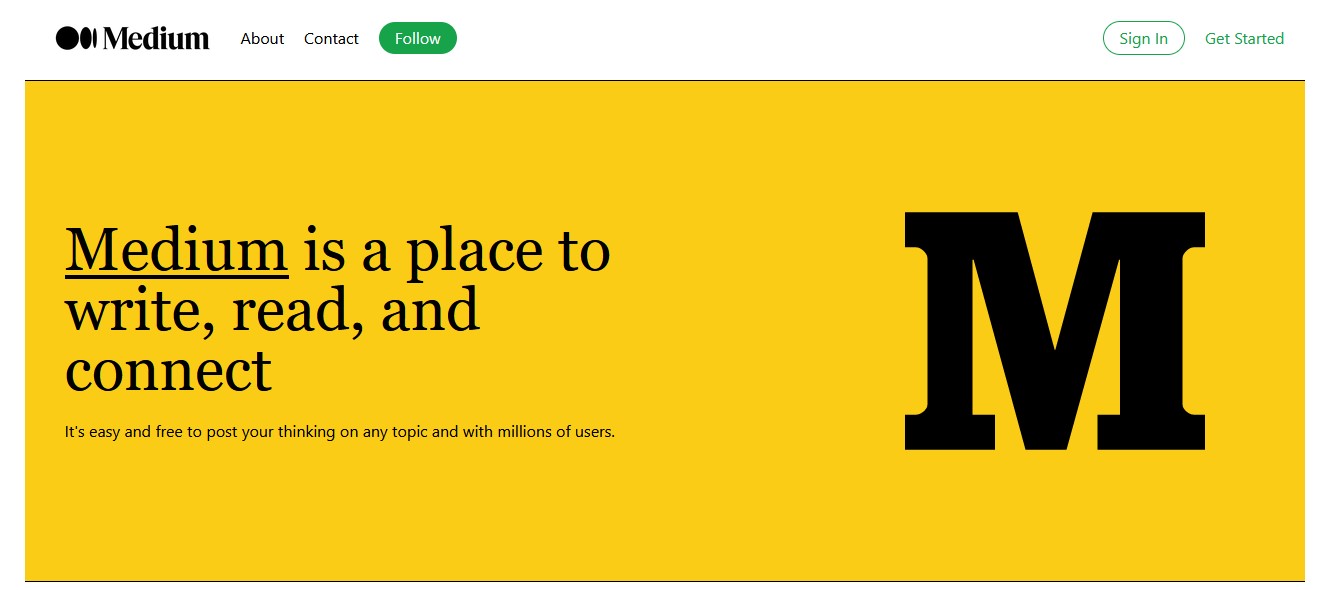 Medium About Contact Follow Sign In Get Started
Medium is a place to
write, read, and
connect
It's easy and free to post your thinking on any topic and with millions of users.
M